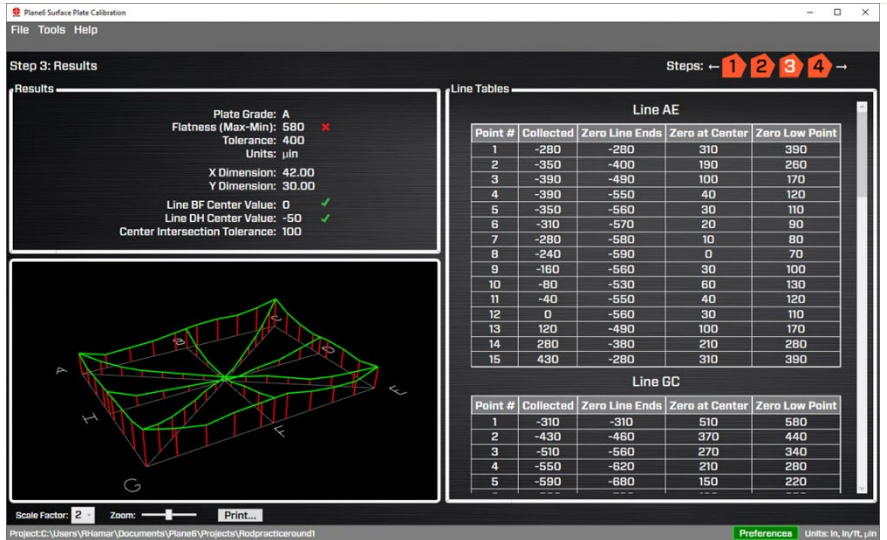 Plane6 Surface Plate Calibration
File Tools Help
Step 3: Results
Steps: ← 1 2 3 4 →
Results
Plate Grade: A
Flatness (Max-Min): 580
Tolerance: 400
Units: μin
X Dimension: 42.00
Y Dimension: 30.00
Line BF Center Value: 0
Line DH Center Value: -50
Center Intersection Tolerance: 100
A
B
C
D
E
F
G
H
Scale Factor: 2
Zoom:
Print...
Line Tables
Line AE
Point # Collected Zero Line Ends Zero at Center Zero Low Point
1 -280 -280 310 390
2 -350 -400 190 260
3 -390 -490 100 170
4 -390 -550 40 120
5 -350 -560 30 110
6 -310 -570 20 90
7 -280 -580 10 80
8 -240 -590 0 70
9 -160 -560 30 100
10 -80 -530 60 130
11 -40 -550 40 120
12 0 -560 30 110
13 120 -490 100 170
14 280 -380 210 280
15 430 -280 310 390
Line GC
Point # Collected Zero Line Ends Zero at Center Zero Low Point
1 -310 -310 510 580
2 -430 -460 370 440
3 -510 -560 270 340
4 -550 -620 210 280
5 -590 -680 150 220
Project:C:\Users\RHamar\Documents\Plane6\Projects\Rodpracticeround1
Preferences
Units: In, In/ft, μin